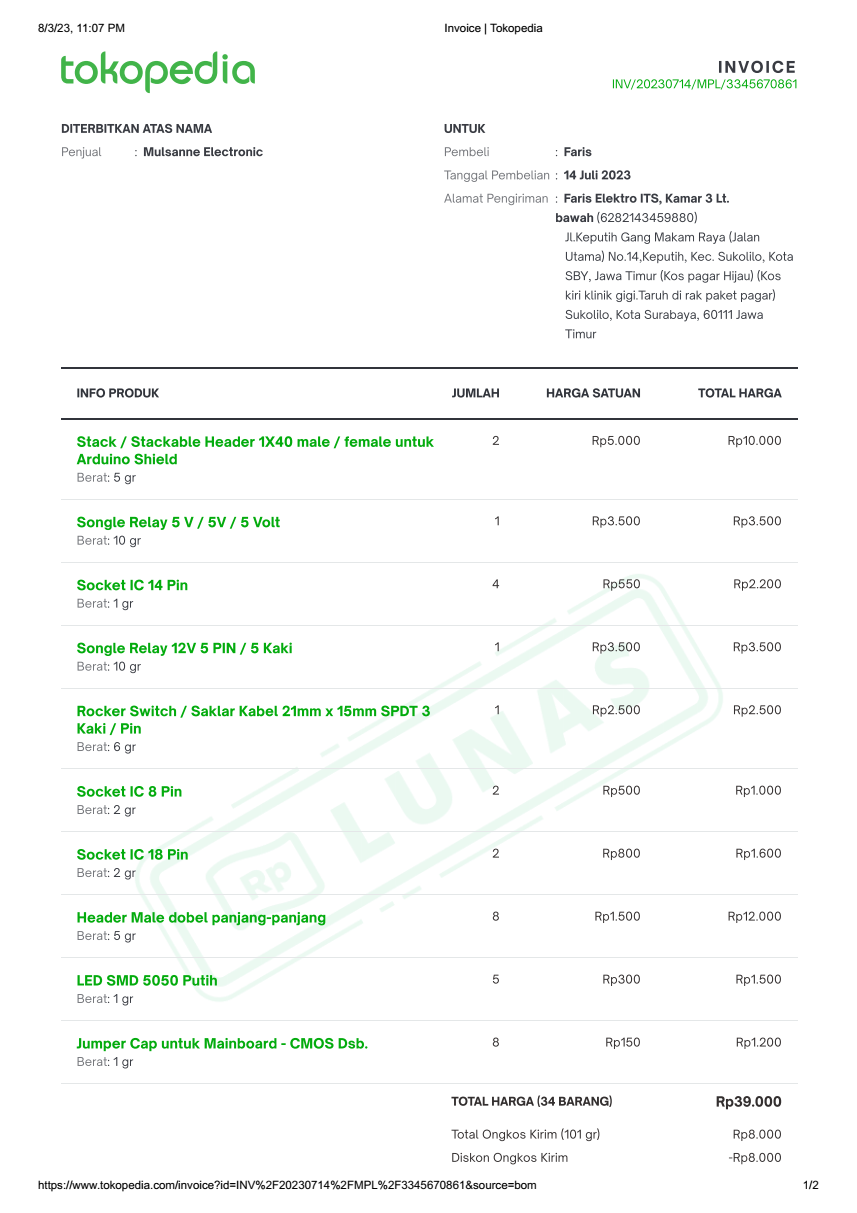 8/3/23, 11:07 PM Invoice | Tokopedia
tokopedia
INVOICE
INV/20230714/MPL/3345670861
DITERBITKAN ATAS NAMA
Penjual : Mulsanne Electronic
UNTUK
Pembeli : Faris
Tanggal Pembelian : 14 Juli 2023
Alamat Pengiriman : Faris Elektro ITS, Kamar 3 Lt.
bawah (6282143459880)
Jl.Keputih Gang Makam Raya (Jalan
Utama) No.14,Keputih, Kec. Sukolilo, Kota
SBY, Jawa Timur (Kos pagar Hijau) (Kos
kiri klinik gigi.Taruh di rak paket pagar)
Sukolilo, Kota Surabaya, 60111 Jawa
Timur
INFO PRODUK JUMLAH HARGA SATUAN TOTAL HARGA
Stack / Stackable Header 1X40 male / female untuk 2 Rp5.000 Rp10.000
Arduino Shield
Berat: 5 gr
Songle Relay 5 V / 5V / 5 Volt 1 Rp3.500 Rp3.500
Berat: 10 gr
Socket IC 14 Pin 4 Rp550 Rp2.200
Berat: 1 gr
Songle Relay 12V 5 PIN / 5 Kaki 1 Rp3.500 Rp3.500
Berat: 10 gr
Rocker Switch / Saklar Kabel 21mm x 15mm SPDT 3 1 Rp2.500 Rp2.500
Kaki / Pin
Berat: 6 gr
Socket IC 8 Pin 2 Rp500 Rp1.000
Berat: 2 gr
Socket IC 18 Pin 2 Rp800 Rp1.600
Berat: 2 gr
Header Male dobel panjang-panjang 8 Rp1.500 Rp12.000
Berat: 5 gr
LED SMD 5050 Putih 5 Rp300 Rp1.500
Berat: 1 gr
Jumper Cap untuk Mainboard - CMOS Dsb. 8 Rp150 Rp1.200
Berat: 1 gr
Rp LUNAS
TOTAL HARGA (34 BARANG) Rp39.000
Total Ongkos Kirim (101 gr) Rp8.000
Diskon Ongkos Kirim -Rp8.000
https://www.tokopedia.com/invoice?id=INV%2F20230714%2FMPL%2F3345670861&source=bom 1/2